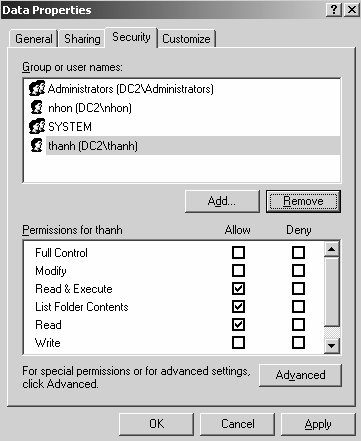 Data Properties
General Sharing Security Customize
Group or user names:
Administrators (DC2\Administrators)
nhon (DC2\nhon)
SYSTEM
thanh (DC2\thanh)
Add... Remove
Permissions for thanh Allow Deny
Full Control
Modify
Read & Execute
List Folder Contents
Read
Write
For special permissions or for advanced settings,
click Advanced. Advanced
OK Cancel Apply